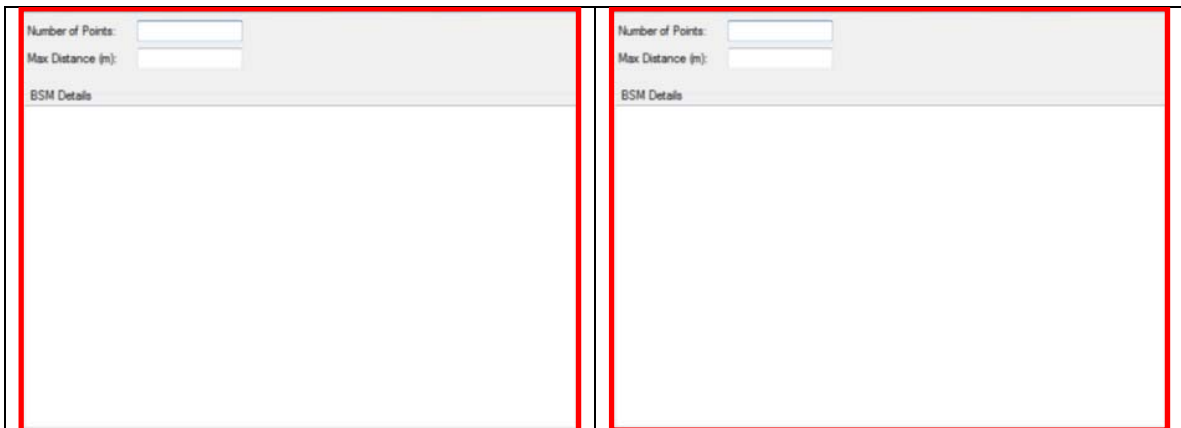 Number of Points:
Max Distance (m):
BSM Details
Number of Points:
Max Distance (m):
BSM Details